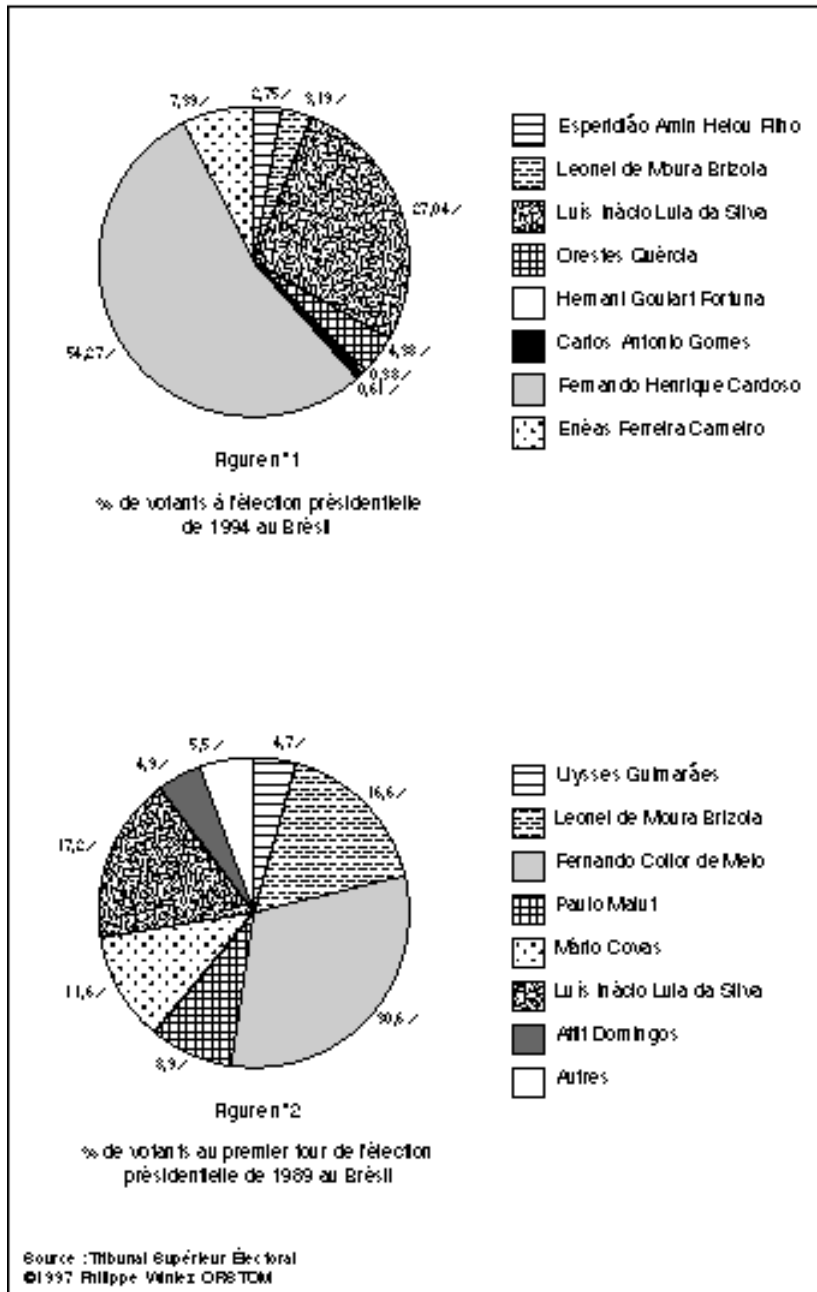 7,39%
2,75%
3,19%
27,04%
4,38%
0,38%
0,61%
54,27%
Esperidião Amin Helou Filho
Leonel de Moura Brizola
Luís Inácio Lula da Silva
Orestes Quércia
Hernani Goulart Fortuna
Carlos Antonio Gomes
Fernando Henrique Cardoso
Enéas Ferreira Carneiro
Figure n°1
% de votants à l'élection présidentielle
de 1994 au Brésil
5,5%
4,7%
4,9%
16,6%
17,2%
11,6%
30,6%
8,9%
Ulysses Guimarães
Leonel de Moura Brizola
Fernando Collor de Melo
Paulo Maluf
Mário Covas
Luís Inácio Lula da Silva
Afif Domingos
Autres
Figure n°2
% de votants au premier tour de l'élection
présidentielle de 1989 au Brésil
Source : Tribunal Supérieur Électoral
©1997 Philippe Waniez ORSTOM